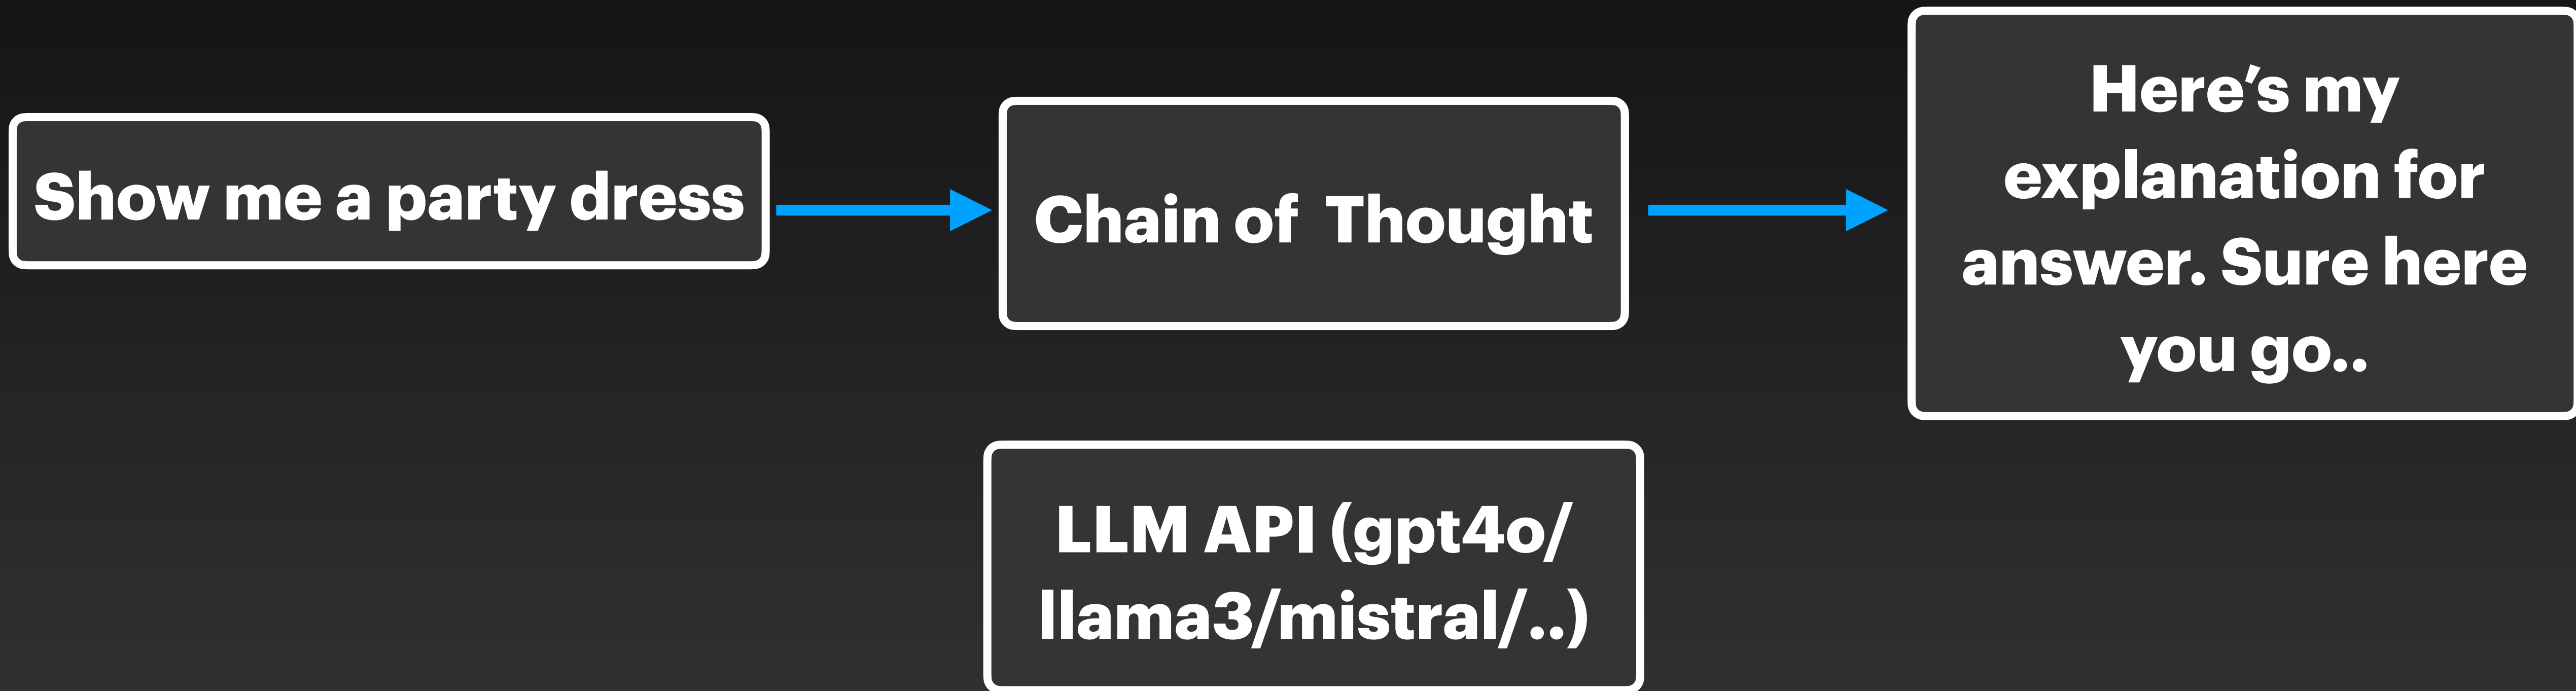 Show me a party dress
Chain of  Thought
Here’s my
explanation for
answer. Sure here
you go..
LLM API (gpt4o/
llama3/mistral/..)